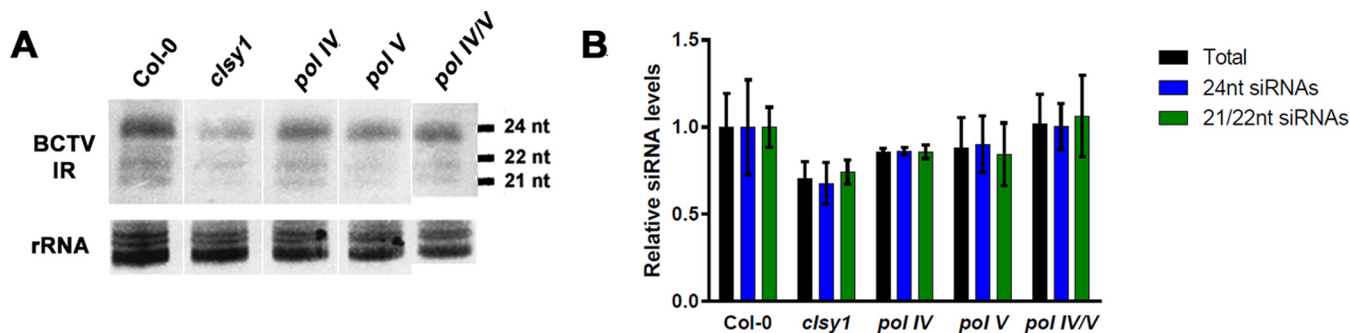 A
Col-0
clsy1
pol IV
pol V
pol IV/V
BCTV
IR
24 nt
22 nt
21 nt
rRNA
B
Relative siRNA levels
1.5
1.0
0.5
0.0
Col-0 clsy1 pol IV pol V pol IV/V
Total
24nt siRNAs
21/22nt siRNAs